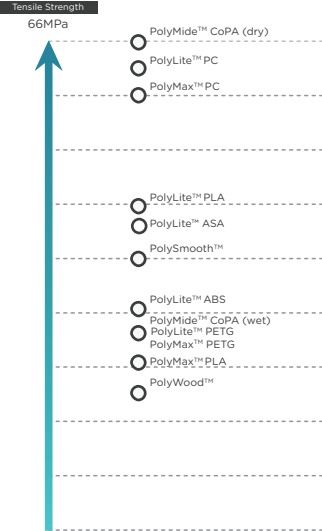 Tensile Strength
66MPa
PolyMide™ CoPA (dry)
PolyLite™ PC
PolyMax™ PC
PolyLite™ PLA
PolyLite™ ASA
PolySmooth™
PolyLite™ ABS
PolyMide™ CoPA (wet)
PolyLite™ PETG
PolyMax™ PETG
PolyMax™ PLA
PolyWood™